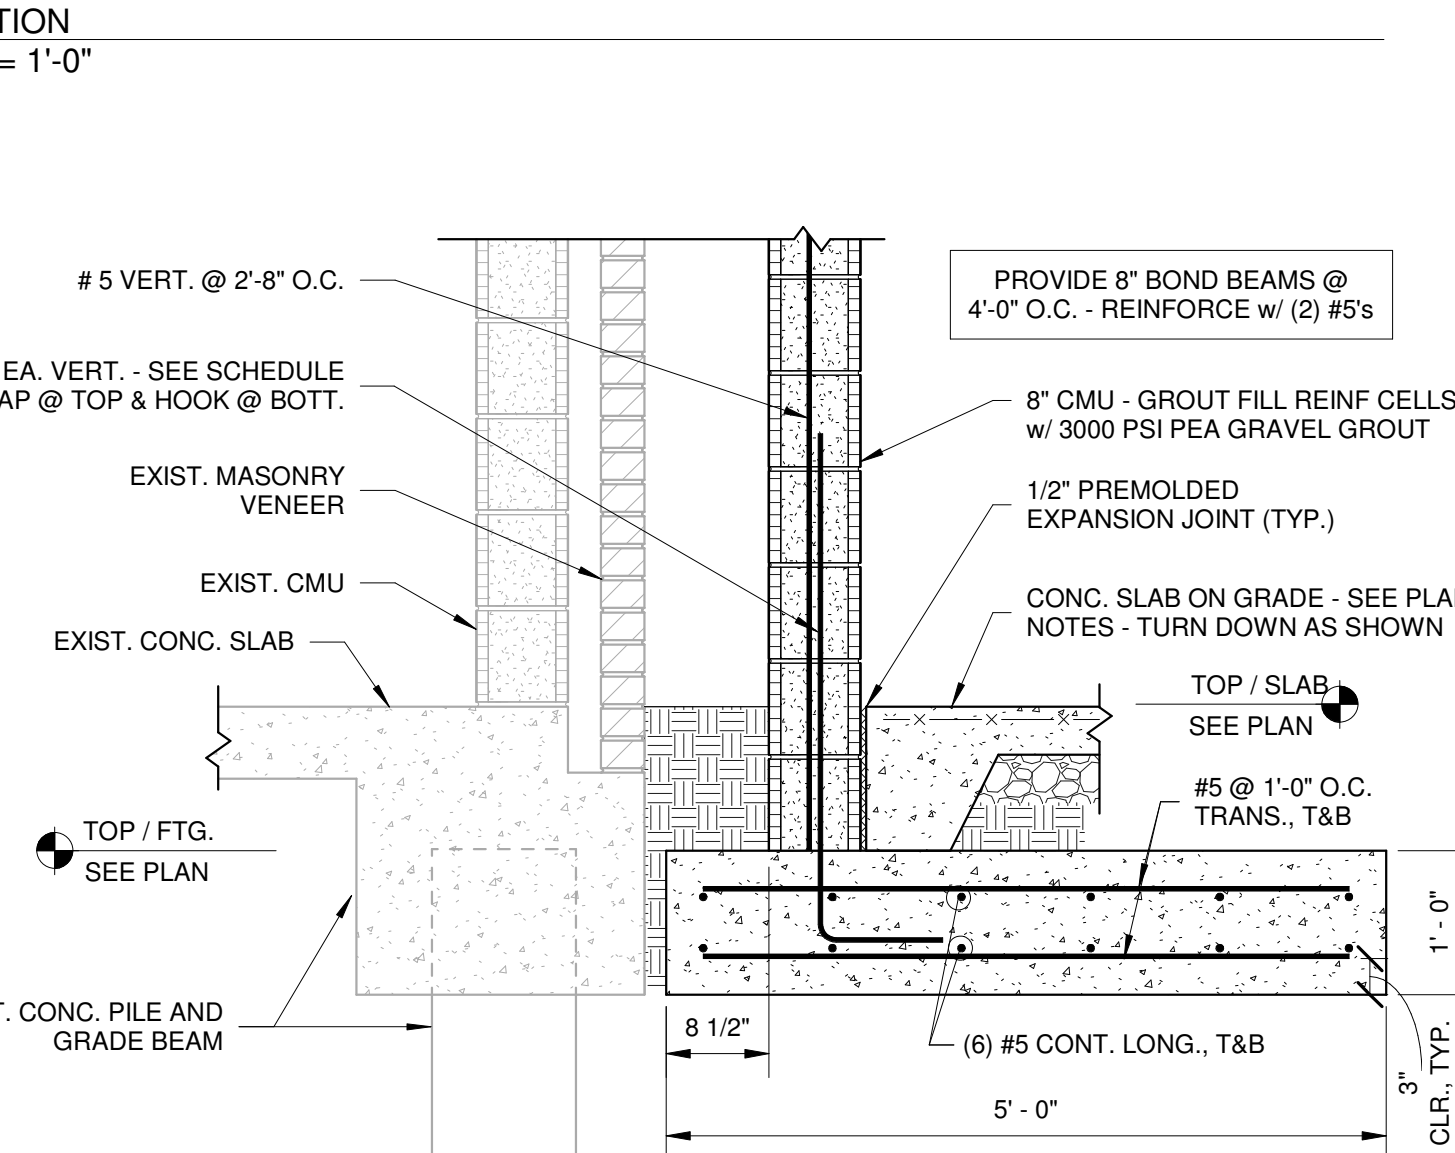 TION
= 1'-0"
# 5 VERT. @ 2'-8" O.C.
PROVIDE 8" BOND BEAMS @
4'-0" O.C. - REINFORCE w/ (2) #5's
EA. VERT. - SEE SCHEDULE
AP @ TOP & HOOK @ BOTT.
8" CMU - GROUT FILL REINF CELLS
w/ 3000 PSI PEA GRAVEL GROUT
EXIST. MASONRY
VENEER
1/2" PREMOLDED
EXPANSION JOINT (TYP.)
EXIST. CMU
CONC. SLAB ON GRADE - SEE PLA
NOTES - TURN DOWN AS SHOWN
EXIST. CONC. SLAB
TOP / SLAB
SEE PLAN
#5 @ 1'-0" O.C.
TRANS., T&B
TOP / FTG.
SEE PLAN
1' - 0"
T. CONC. PILE AND
GRADE BEAM
8 1/2"
(6) #5 CONT. LONG., T&B
3"
CLR., TYP.
5' - 0"